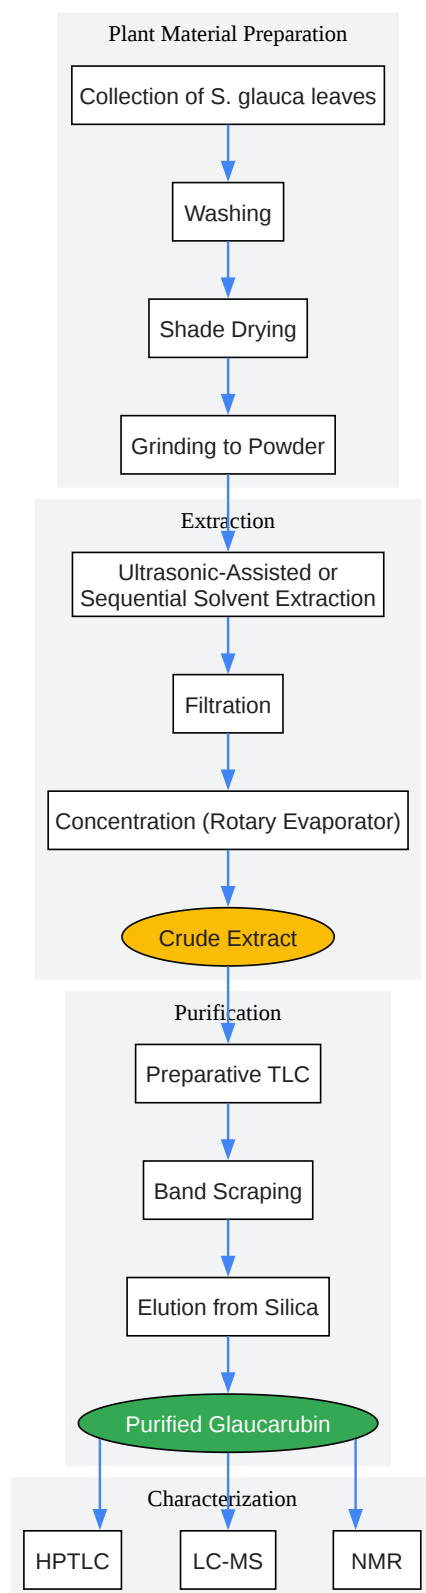 Plant Material Preparation
Collection of S. glauca leaves
Washing
Shade Drying
Grinding to Powder
Extraction
Ultrasonic-Assisted or
Sequential Solvent Extraction
Filtration
Concentration (Rotary Evaporator)
Crude Extract
Purification
Preparative TLC
Band Scraping
Elution from Silica
Purified Glaucarubin
Characterization
HPTLC
LC-MS
NMR